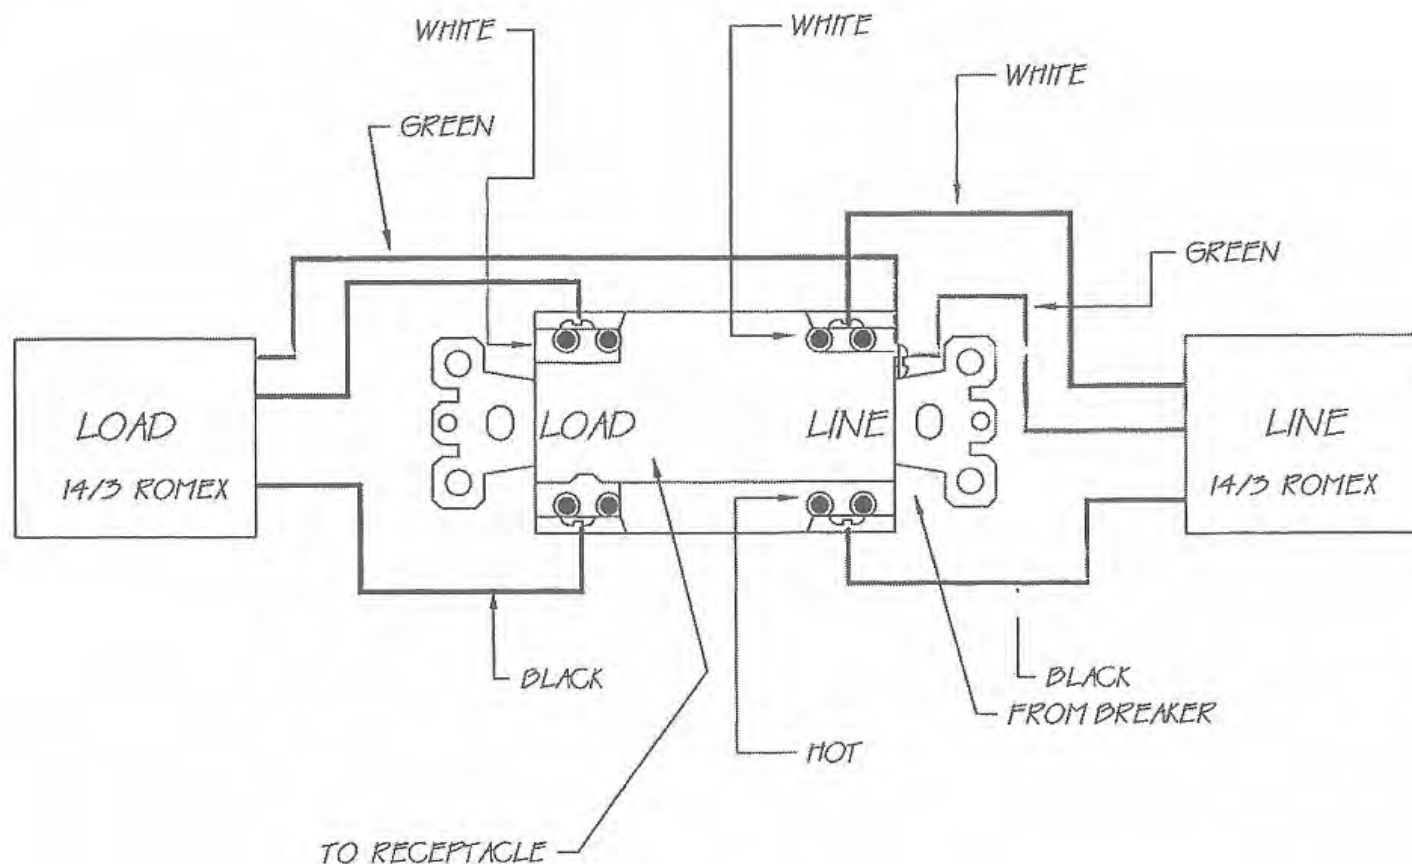 WHITE
WHITE
WHITE
GREEN
GREEN
LOAD
14/3 ROMEX
LOAD
LINE
LINE
14/3 ROMEX
BLACK
BLACK
FROM BREAKER
HOT
TO RECEPTACLE